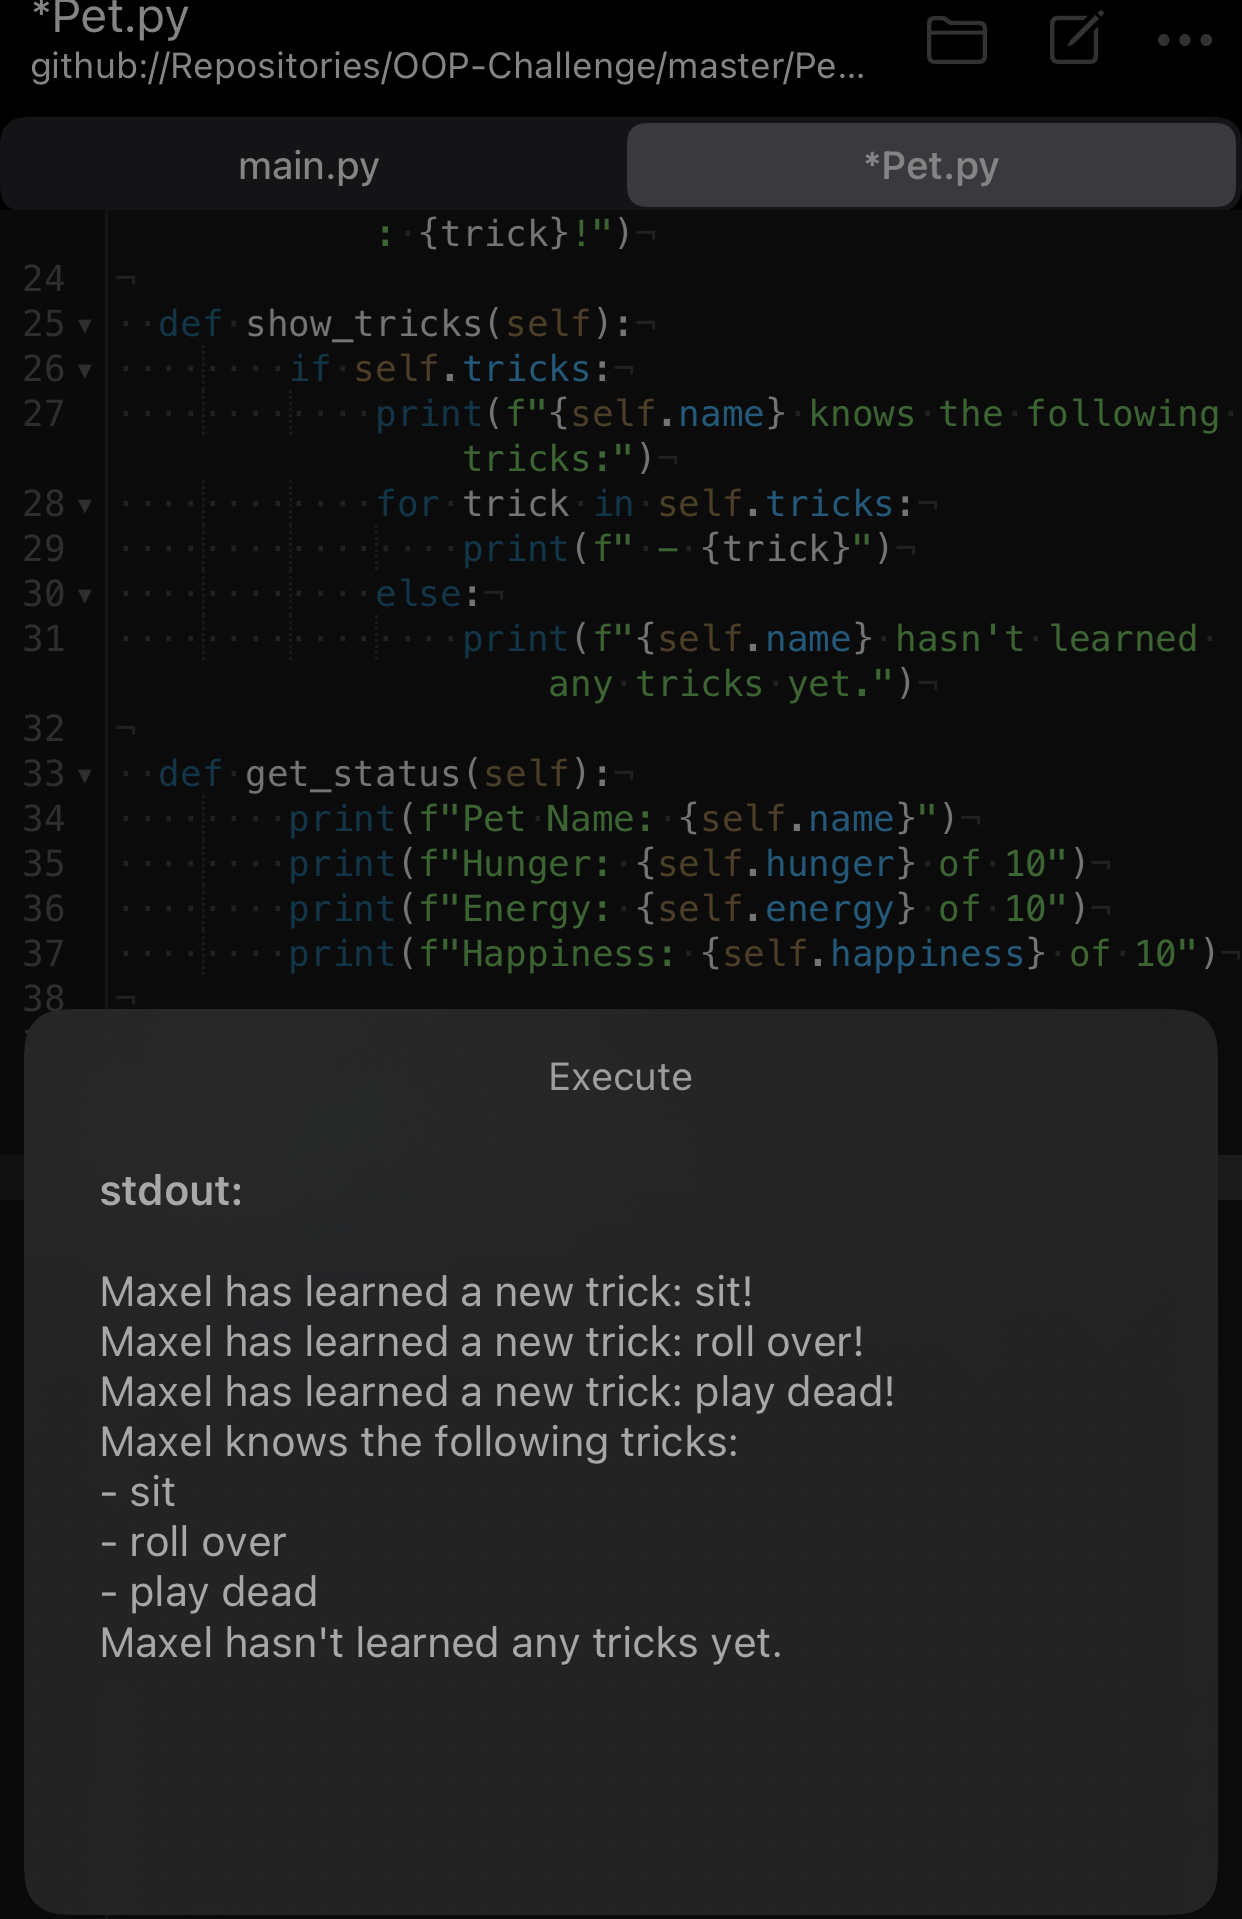 *Pet.py
github://Repositories/OOP-Challenge/master/Pe...
main.py
*Pet.py
: {trick}!")
24
25 def show_tricks(self):
26 if self.tricks:
27 print(f"{self.name} knows the following
tricks:")
28 for trick in self.tricks:
29 print(f" - {trick}")
30 else:
31 print(f"{self.name} hasn't learned
any tricks yet.")
32
33 def get_status(self):
34 print(f"Pet Name: {self.name}")
35 print(f"Hunger: {self.hunger} of 10")
36 print(f"Energy: {self.energy} of 10")
37 print(f"Happiness: {self.happiness} of 10")
38
Execute
stdout:
Maxel has learned a new trick: sit!
Maxel has learned a new trick: roll over!
Maxel has learned a new trick: play dead!
Maxel knows the following tricks:
- sit
- roll over
- play dead
Maxel hasn't learned any tricks yet.